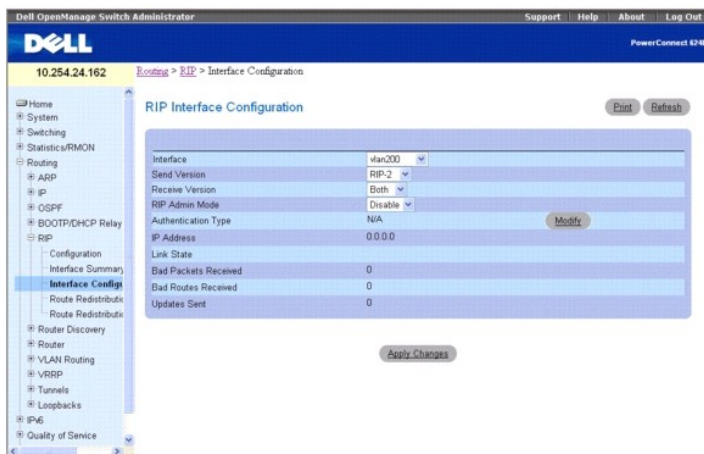 Dell OpenManage Switch Administrator
Support Help About Log Out
DELL
PowerConnect
10.254.24.162
Routing > RIP > Interface Configuration
Home
System
Switching
Statistics/RMON
Routing
ARP
IP
OSPF
BOOTP/DHCP Relay
RIP
Configuration
Interface Summary
Interface Configu
Route Redistributic
Route Redistributic
Router Discovery
Router
VLAN Routing
VRRP
Tunnels
Loopbacks
IPv6
Quality of Service
RIP Interface Configuration
Print Refresh
Interface vlan200
Send Version RIP-2
Receive Version Both
RIP Admin Mode Disable
Authentication Type N/A Modify
IP Address 0.0.0.0
Link State
Bad Packets Received 0
Bad Routes Received 0
Updates Sent 0
Apply Changes